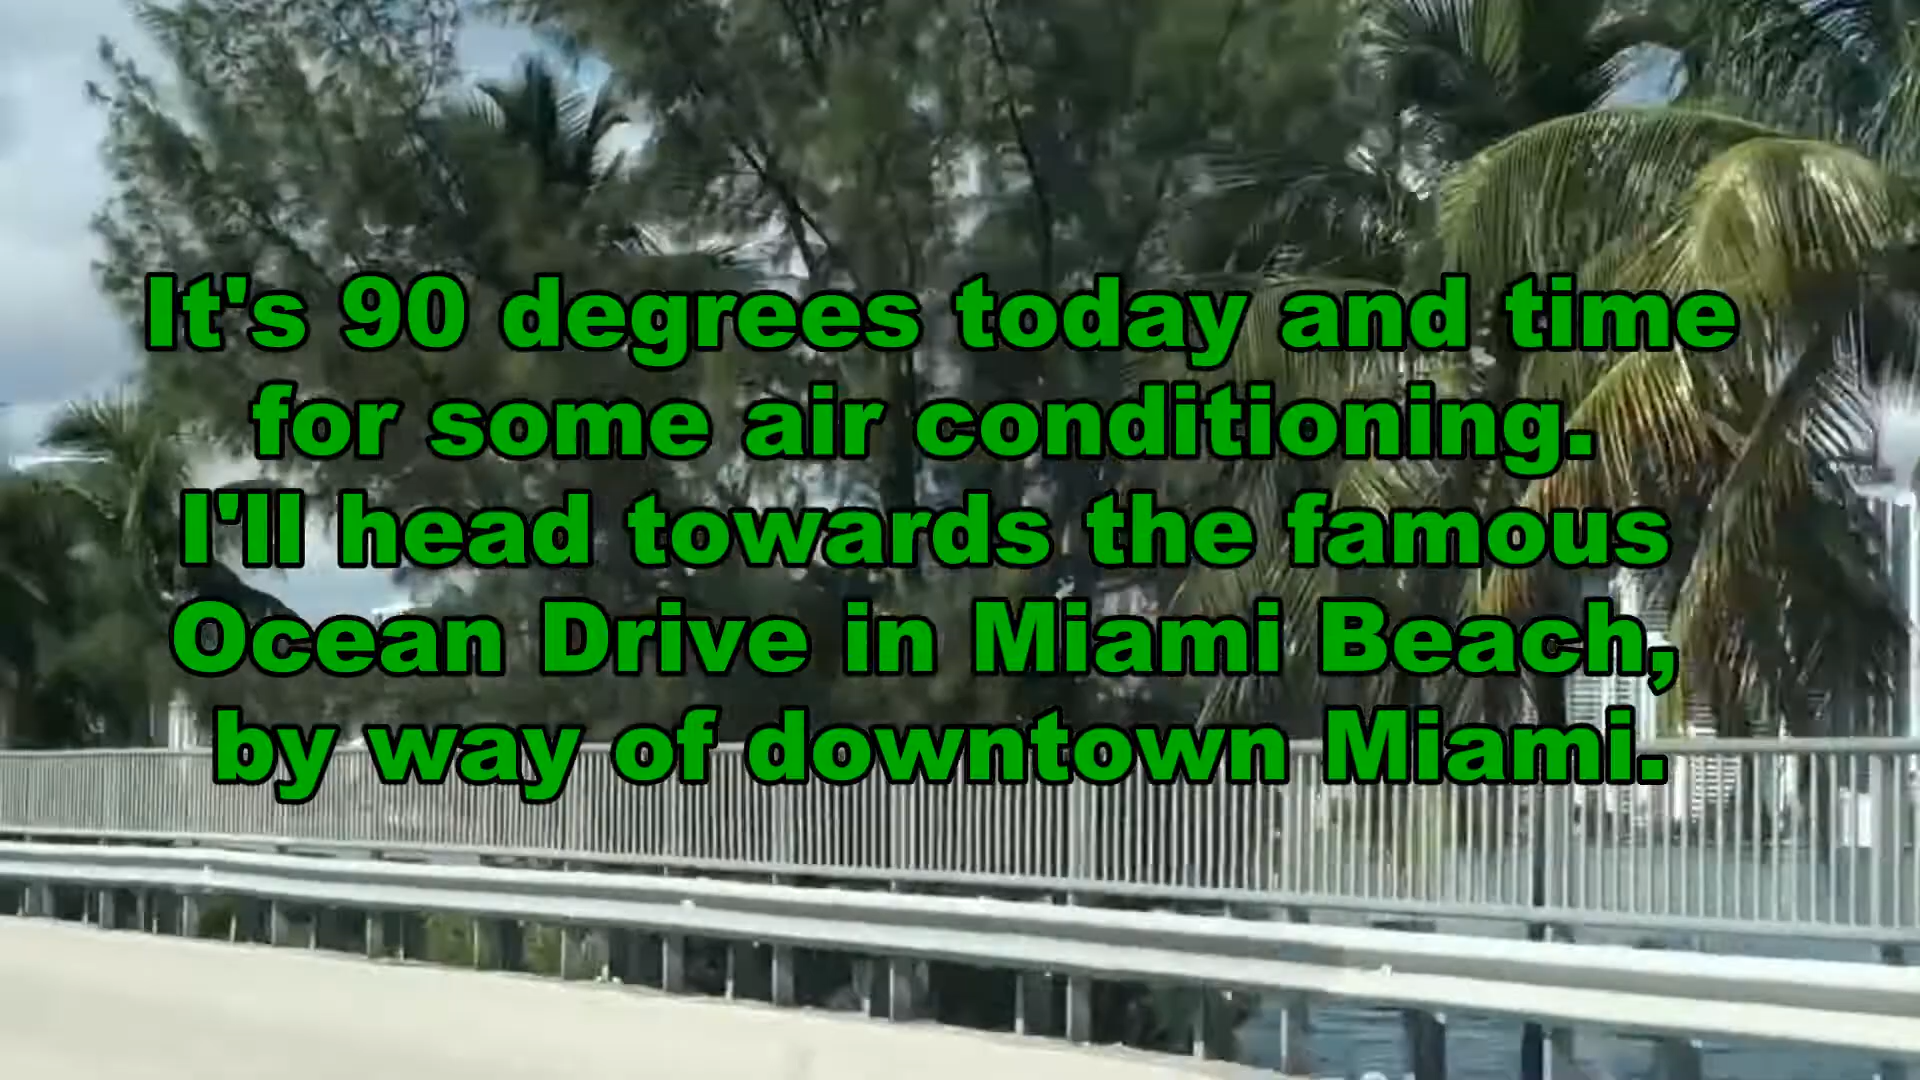 It's 90 degrees today and time
for some air conditioning.
I'll head towards the famous
Ocean Drive in Miami Beach,
by way of downtown Miami.